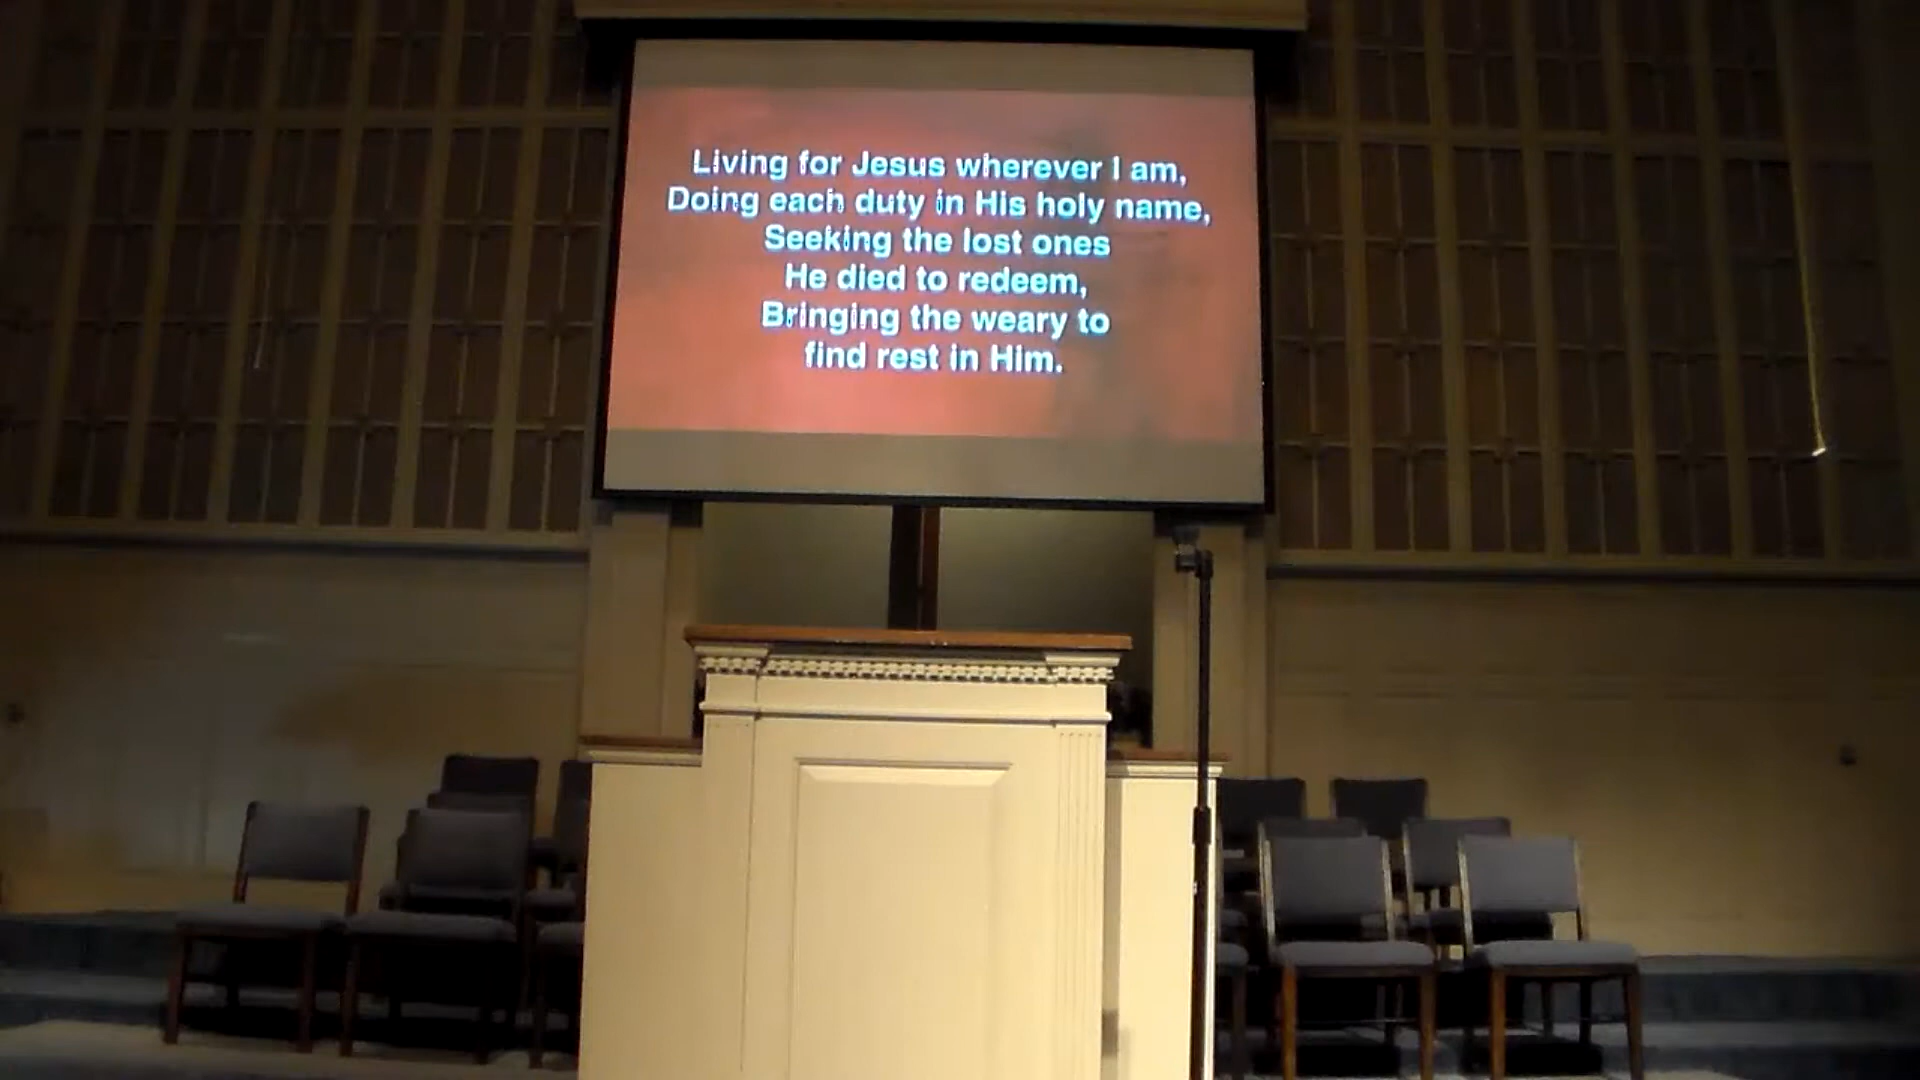 Living for Jesus wherever I am,
Doing each duty in His holy name,
Seeking the lost ones
He died to redeem,
Bringing the weary to
find rest in Him.